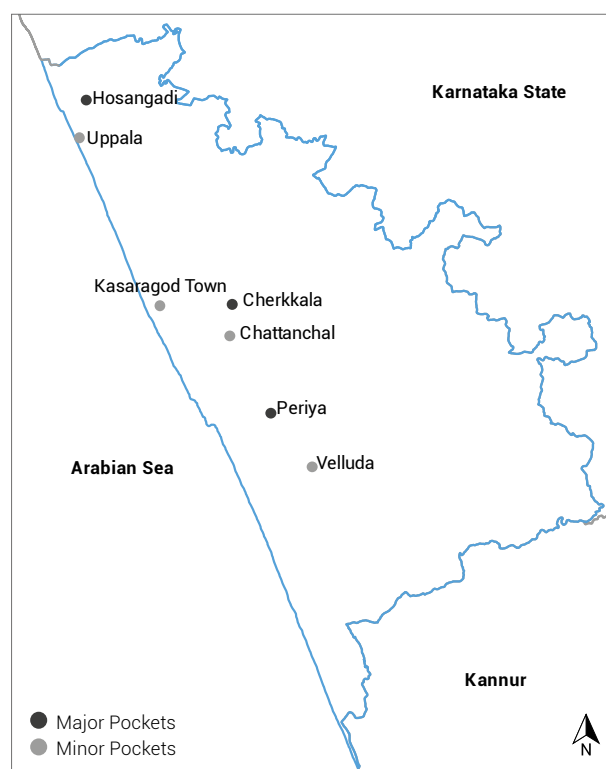 Karnataka State
Hosangadi
Uppala
Kasaragod Town
Cherkkala
Chattanchal
Periya
Velluda
Arabian Sea
Kannur
Major Pockets
Minor Pockets
N